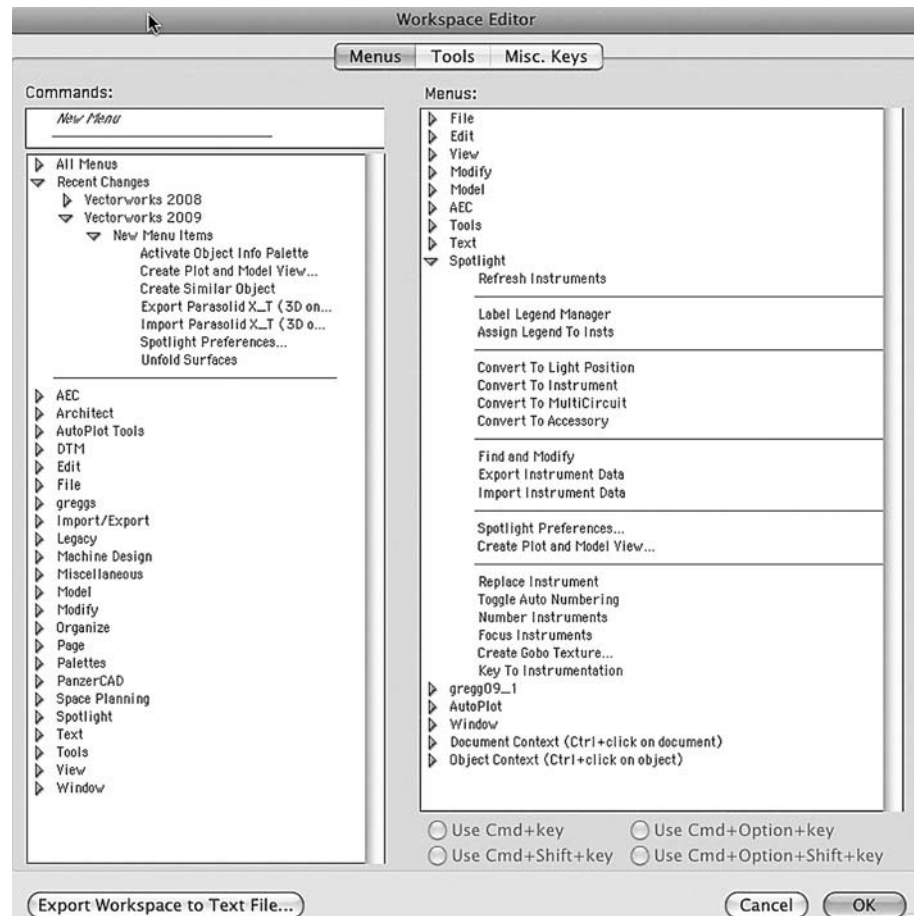 Workspace Editor
Menus Tools Misc. Keys
Commands:
New Menu
All Menus
Recent Changes
Vectorworks 2008
Vectorworks 2009
New Menu Items
Activate Object Info Palette
Create Plot and Model View...
Create Similar Object
Export Parasolid X_T (3D on...
Import Parasolid X_T (3D o...
Spotlight Preferences...
Unfold Surfaces
AEC
Architect
AutoPlot Tools
DTM
Edit
File
greggs
Import/Export
Legacy
Machine Design
Miscellaneous
Model
Modify
Organize
Page
Palettes
PanzerCAD
Space Planning
Spotlight
Text
Tools
View
Window
Menus:
File
Edit
View
Modify
Model
AEC
Tools
Text
Spotlight
Refresh Instruments
Label Legend Manager
Assign Legend To Insts
Convert To Light Position
Convert To Instrument
Convert To MultiCircuit
Convert To Accessory
Find and Modify
Export Instrument Data
Import Instrument Data
Spotlight Preferences...
Create Plot and Model View...
Replace Instrument
Toggle Auto Numbering
Number Instruments
Focus Instruments
Create Gobo Texture...
Key To Instrumentation
gregg09_1
AutoPlot
Window
Document Context (Ctrl+click on document)
Object Context (Ctrl+click on object)
Use Cmd+key Use Cmd+Option+key
Use Cmd+Shift+key Use Cmd+Option+Shift+key
Export Workspace to Text File... Cancel OK